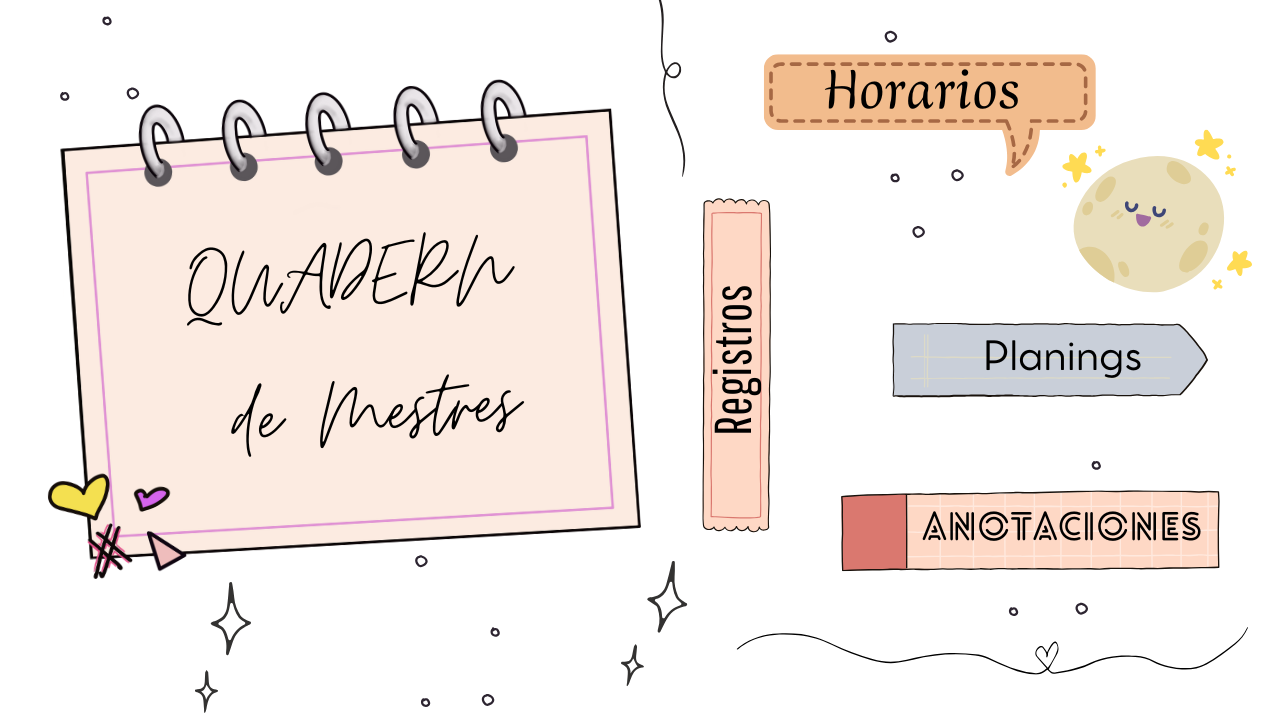 QUADERN
de Mestres
Horarios
Registros
Planings
ANOTACIONES